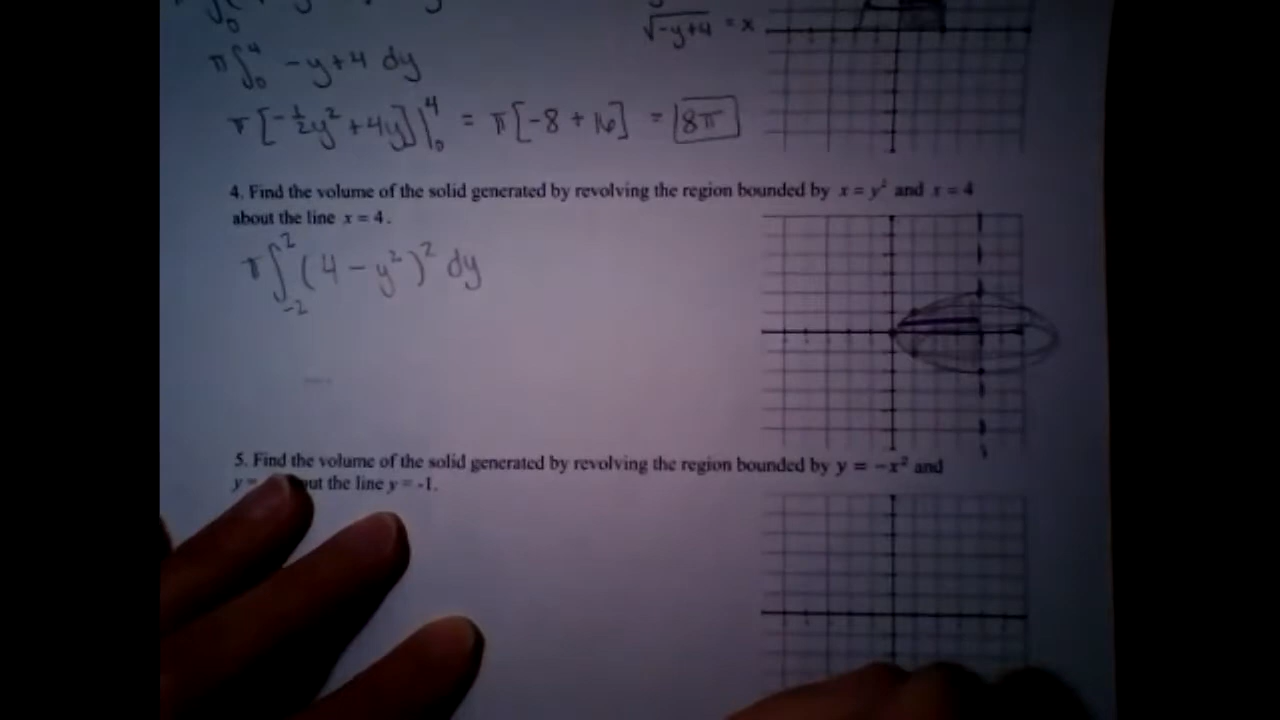 √-y+4 = x
π∫₀⁴ -y+4 dy
π[-½y²+4y]|₀⁴ = π[-8+16] = 8π
4. Find the volume of the solid generated by revolving the region bounded by x = y² and x = 4
about the line x = 4.
π∫₋₂² (4-y²)² dy
5. Find the volume of the solid generated by revolving the region bounded by y = -x² and
y = the line y = -1.